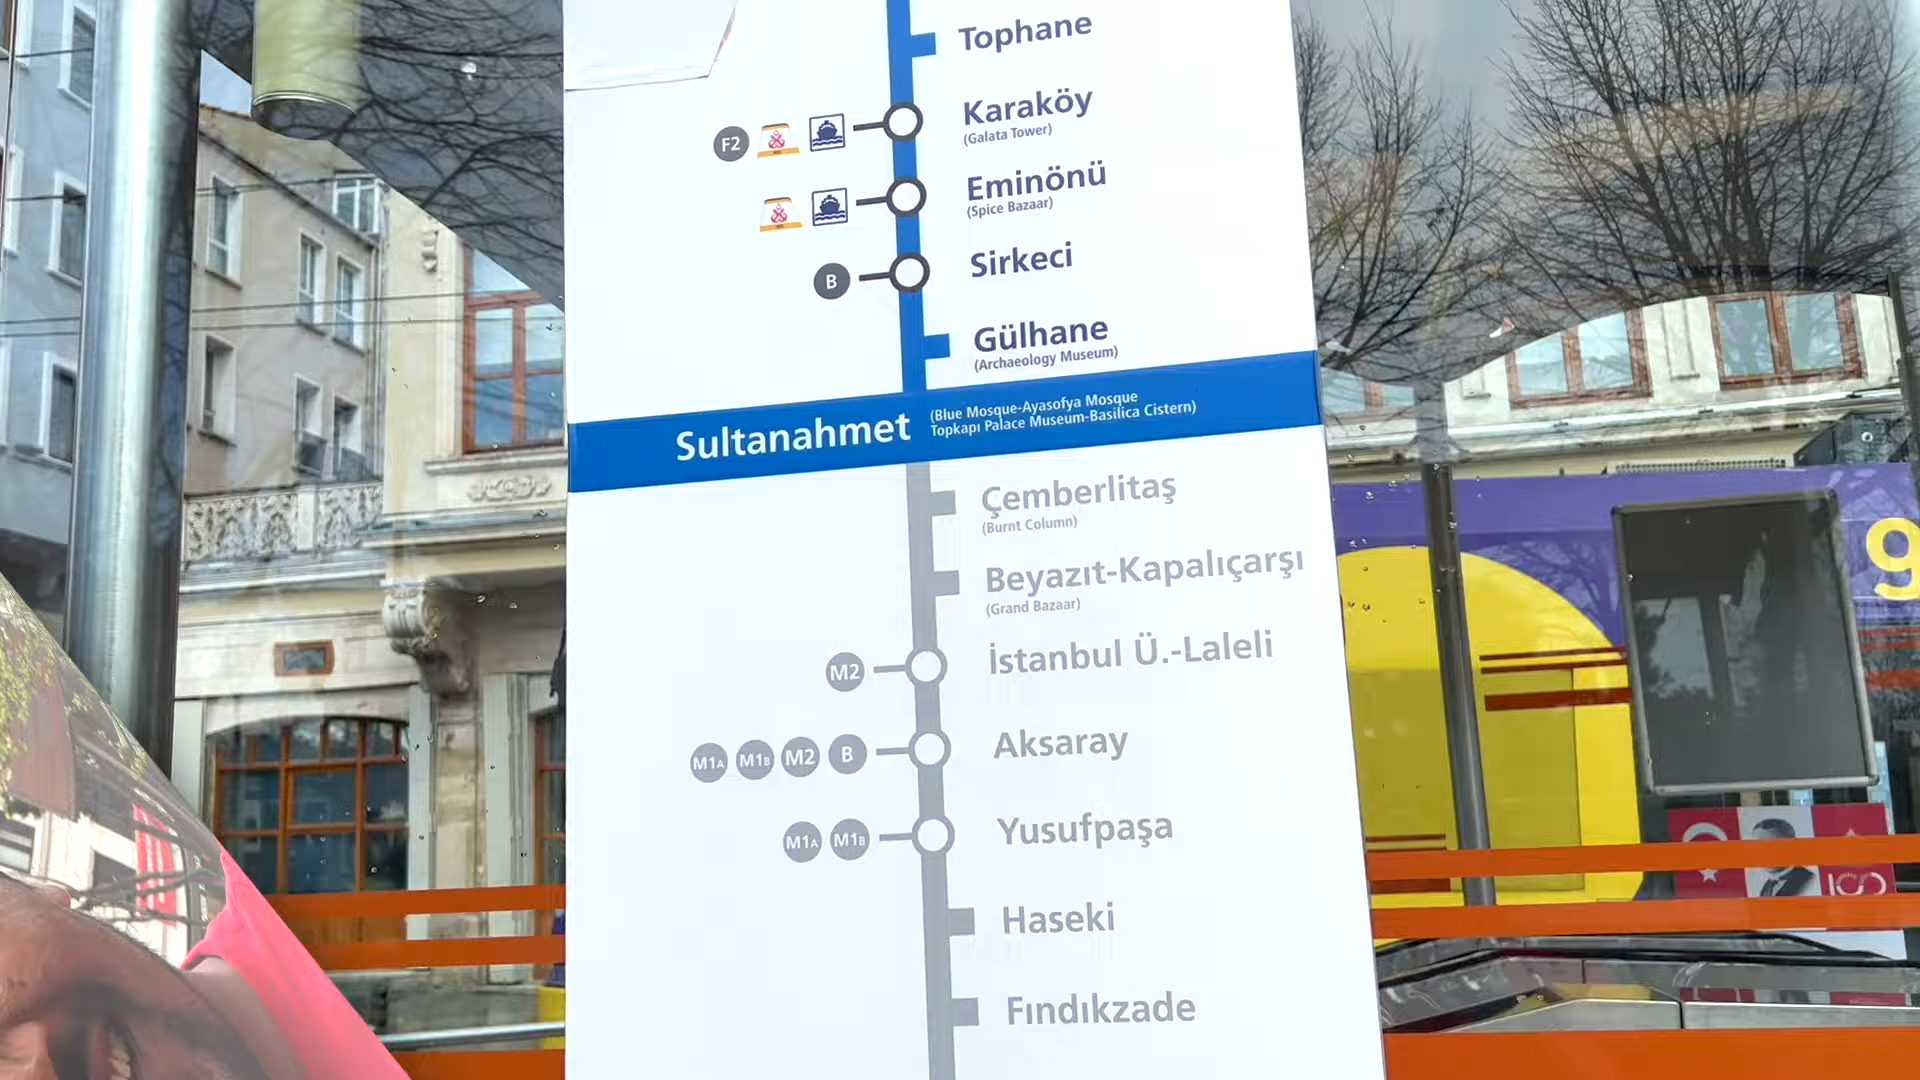 Tophane
F2
Karaköy
(Galata Tower)
Eminönü
(Spice Bazaar)
B
Sirkeci
Gülhane
(Archaeology Museum)
Sultanahmet
(Blue Mosque-Ayasofya Mosque
Topkapı Palace Museum-Basilica Cistern)
Çemberlitaş
(Burnt Column)
Beyazıt-Kapalıçarşı
(Grand Bazaar)
M2
İstanbul Ü.-Laleli
M1A M1B M2 B
Aksaray
M1A M1B
Yusufpaşa
Haseki
Fındıkzade
9